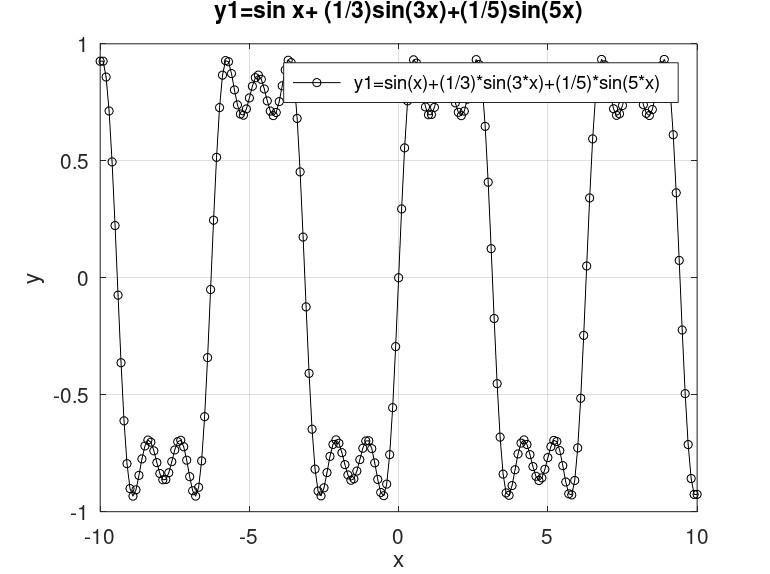 y1=sin x+ (1/3)sin(3x)+(1/5)sin(5x)
y1=sin(x)+(1/3)*sin(3*x)+(1/5)*sin(5*x)
1
0.5
0
-0.5
-1
y
-10 -5 0 5 10
x